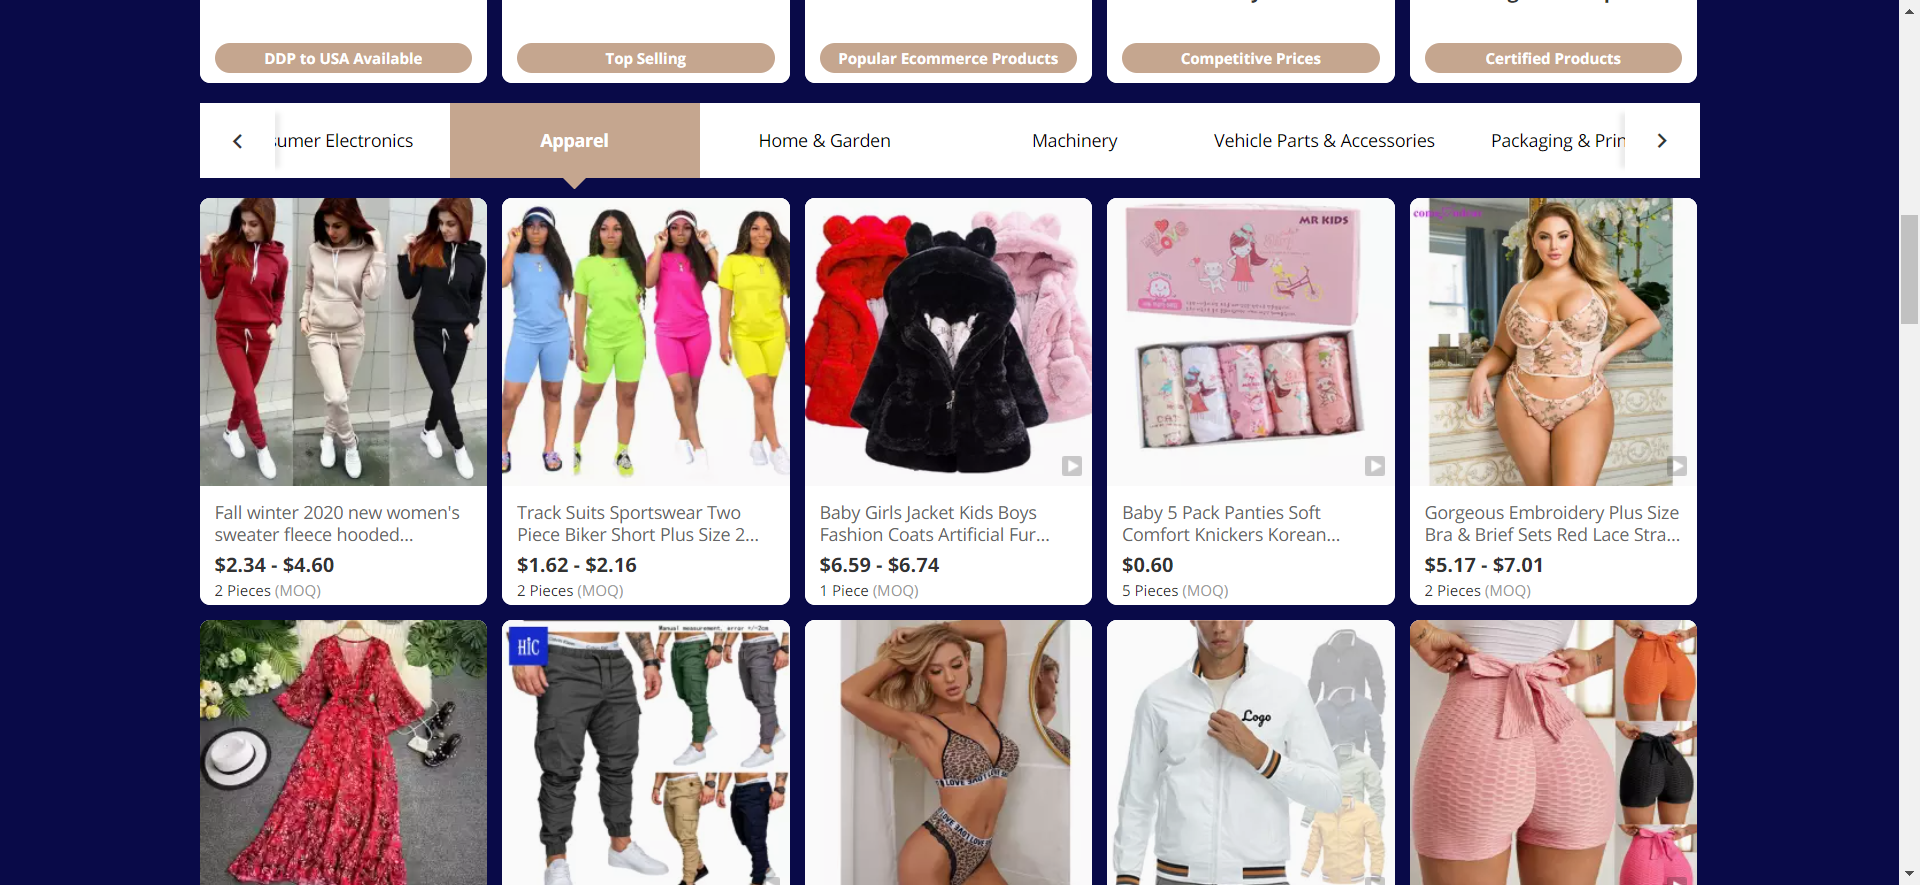 DDP to USA Available
Top Selling
Popular Ecommerce Products
Competitive Prices
Certified Products
sumer Electronics
Apparel
Home & Garden
Machinery
Vehicle Parts & Accessories
Packaging & Prin
MR KIDS
Fall winter 2020 new women's
sweater fleece hooded...
$2.34 - $4.60
2 Pieces (MOQ)
Track Suits Sportswear Two
Piece Biker Short Plus Size 2...
$1.62 - $2.16
2 Pieces (MOQ)
Baby Girls Jacket Kids Boys
Fashion Coats Artificial Fur...
$6.59 - $6.74
1 Piece (MOQ)
Baby 5 Pack Panties Soft
Comfort Knickers Korean...
$0.60
5 Pieces (MOQ)
Gorgeous Embroidery Plus Size
Bra & Brief Sets Red Lace Stra...
$5.17 - $7.01
2 Pieces (MOQ)
HiC
Manual measurement, error +/-2cm
Logo